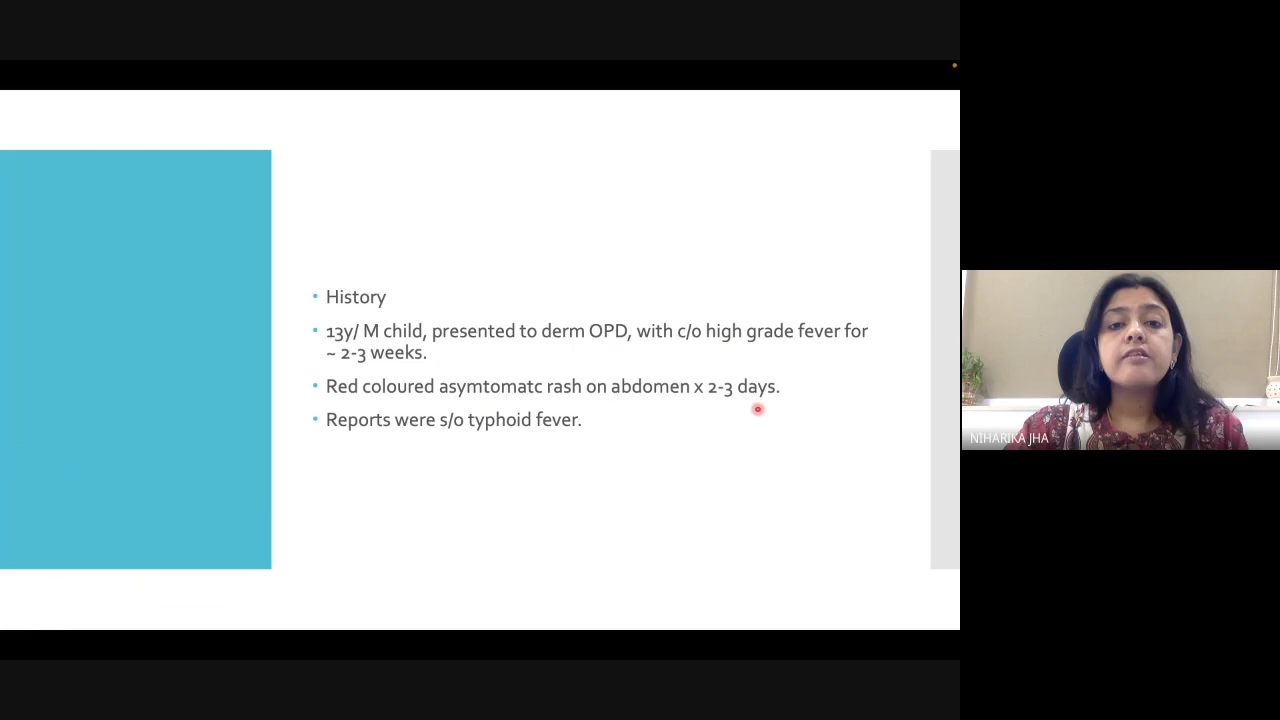 History
13y/ M child, presented to derm OPD, with c/o high grade fever for
~ 2-3 weeks.
Red coloured asymtomatc rash on abdomen x 2-3 days.
Reports were s/o typhoid fever.
NIHARIKA JHA